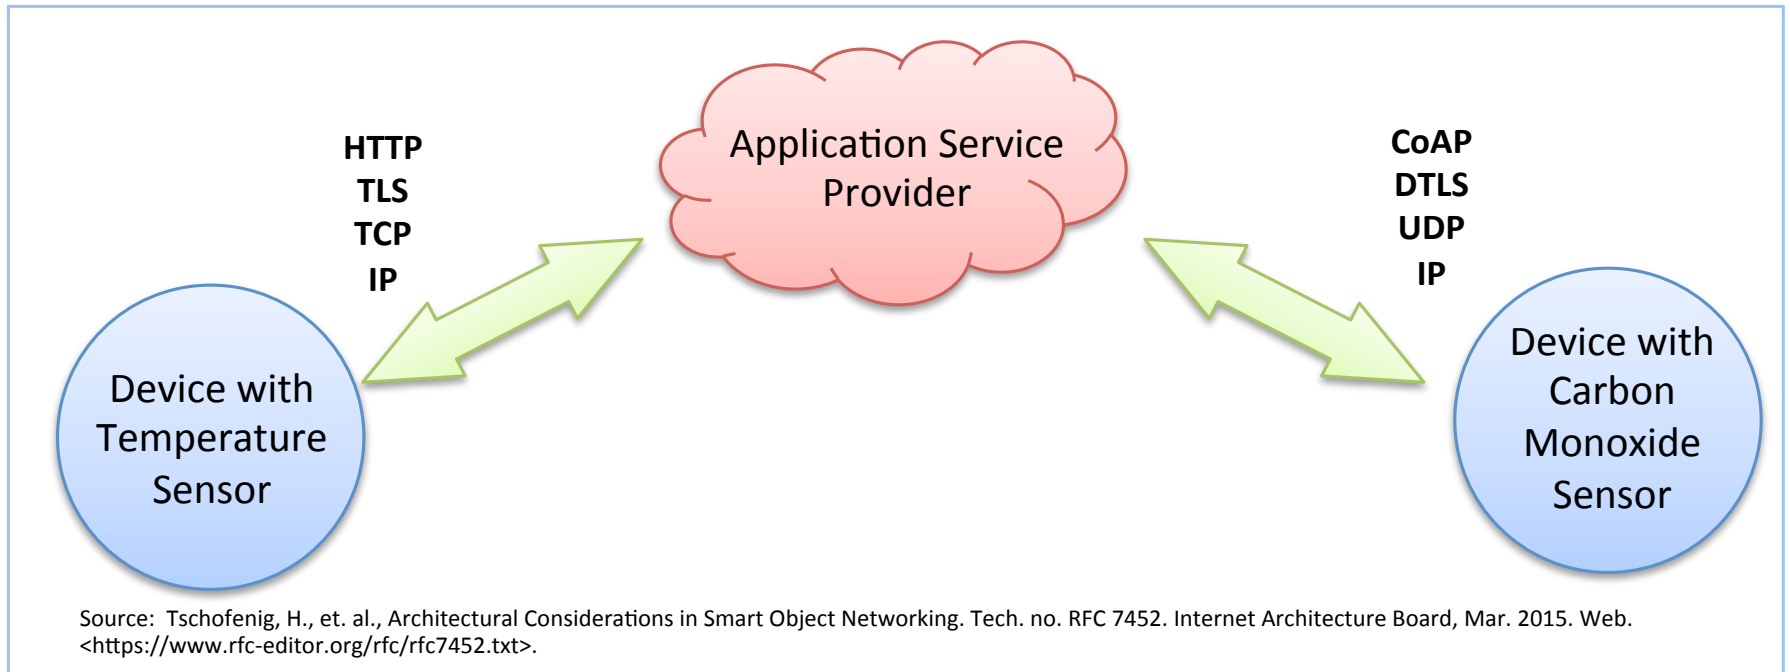 HTTP
TLS
TCP
IP
Application Service
Provider
CoAP
DTLS
UDP
IP
Device with
Temperature
Sensor
Device with
Carbon
Monoxide
Sensor
Source:  Tschofenig, H., et. al., Architectural Considerations in Smart Object Networking. Tech. no. RFC 7452. Internet Architecture Board, Mar. 2015. Web.
<https://www.rfc-editor.org/rfc/rfc7452.txt>.